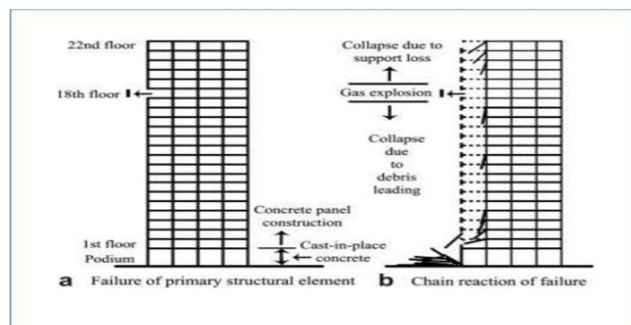 22nd floor
18th floor
Concrete panel
construction
1st floor
Cast-in-place
Podium
concrete
a Failure of primary structural element
Collapse due to
support loss
Gas explosion
Collapse
due
to
debris
leading
b Chain reaction of failure